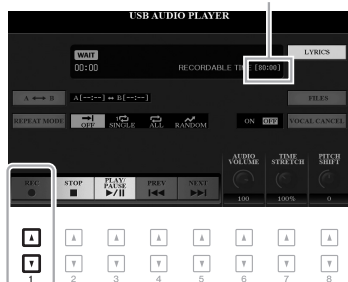 USB AUDIO PLAYER
WAIT
00:00
RECORDABLE TIME [80:00]
LYRICS
A ⟷ B
A[--:--] ↔ B[--:--]
FILES
REPEAT MODE
OFF
SINGLE
ALL
RANDOM
ON OFF
VOCAL CANCEL
AUDIO VOLUME
TIME STRETCH
PITCH SHIFT
REC
STOP
PLAY/PAUSE
PREV
NEXT
100
100%
0
1 2 3 4 5 6 7 8